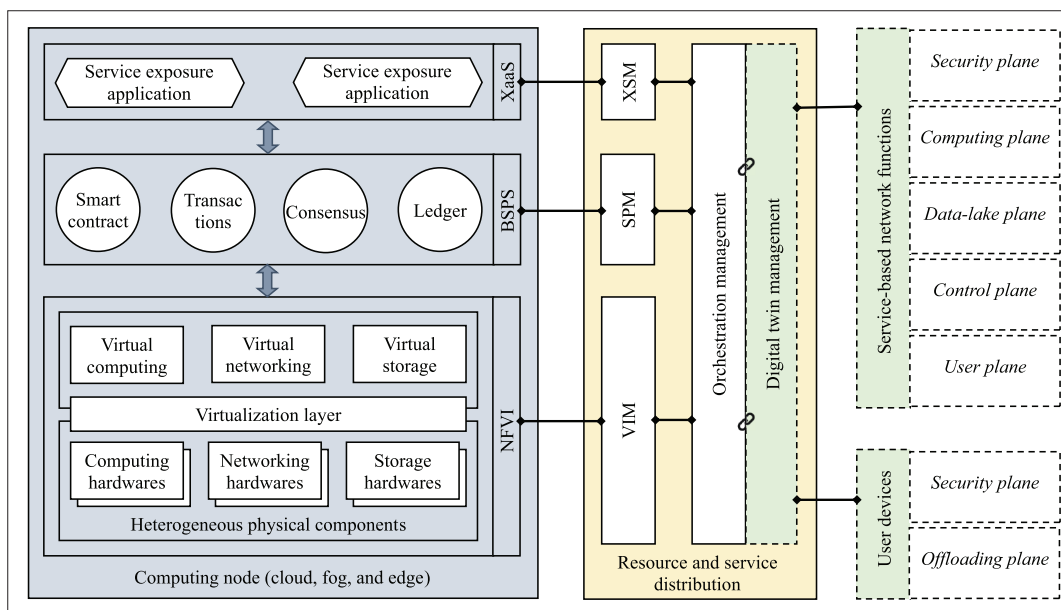 Service exposure
application
Service exposure
application
XaaS
Smart
contract
Transac
tions
Consensus
Ledger
BSPS
Virtual
computing
Virtual
networking
Virtual
storage
Virtualization layer
Computing
hardwares
Networking
hardwares
Storage
hardwares
Heterogeneous physical components
NFVI
Computing node (cloud, fog, and edge)
XSM
SPM
VIM
Orchestration management
Digital twin management
Resource and service
distribution
Service-based network functions
Security plane
Computing plane
Data-lake plane
Control plane
User plane
User devices
Security plane
Offloading plane